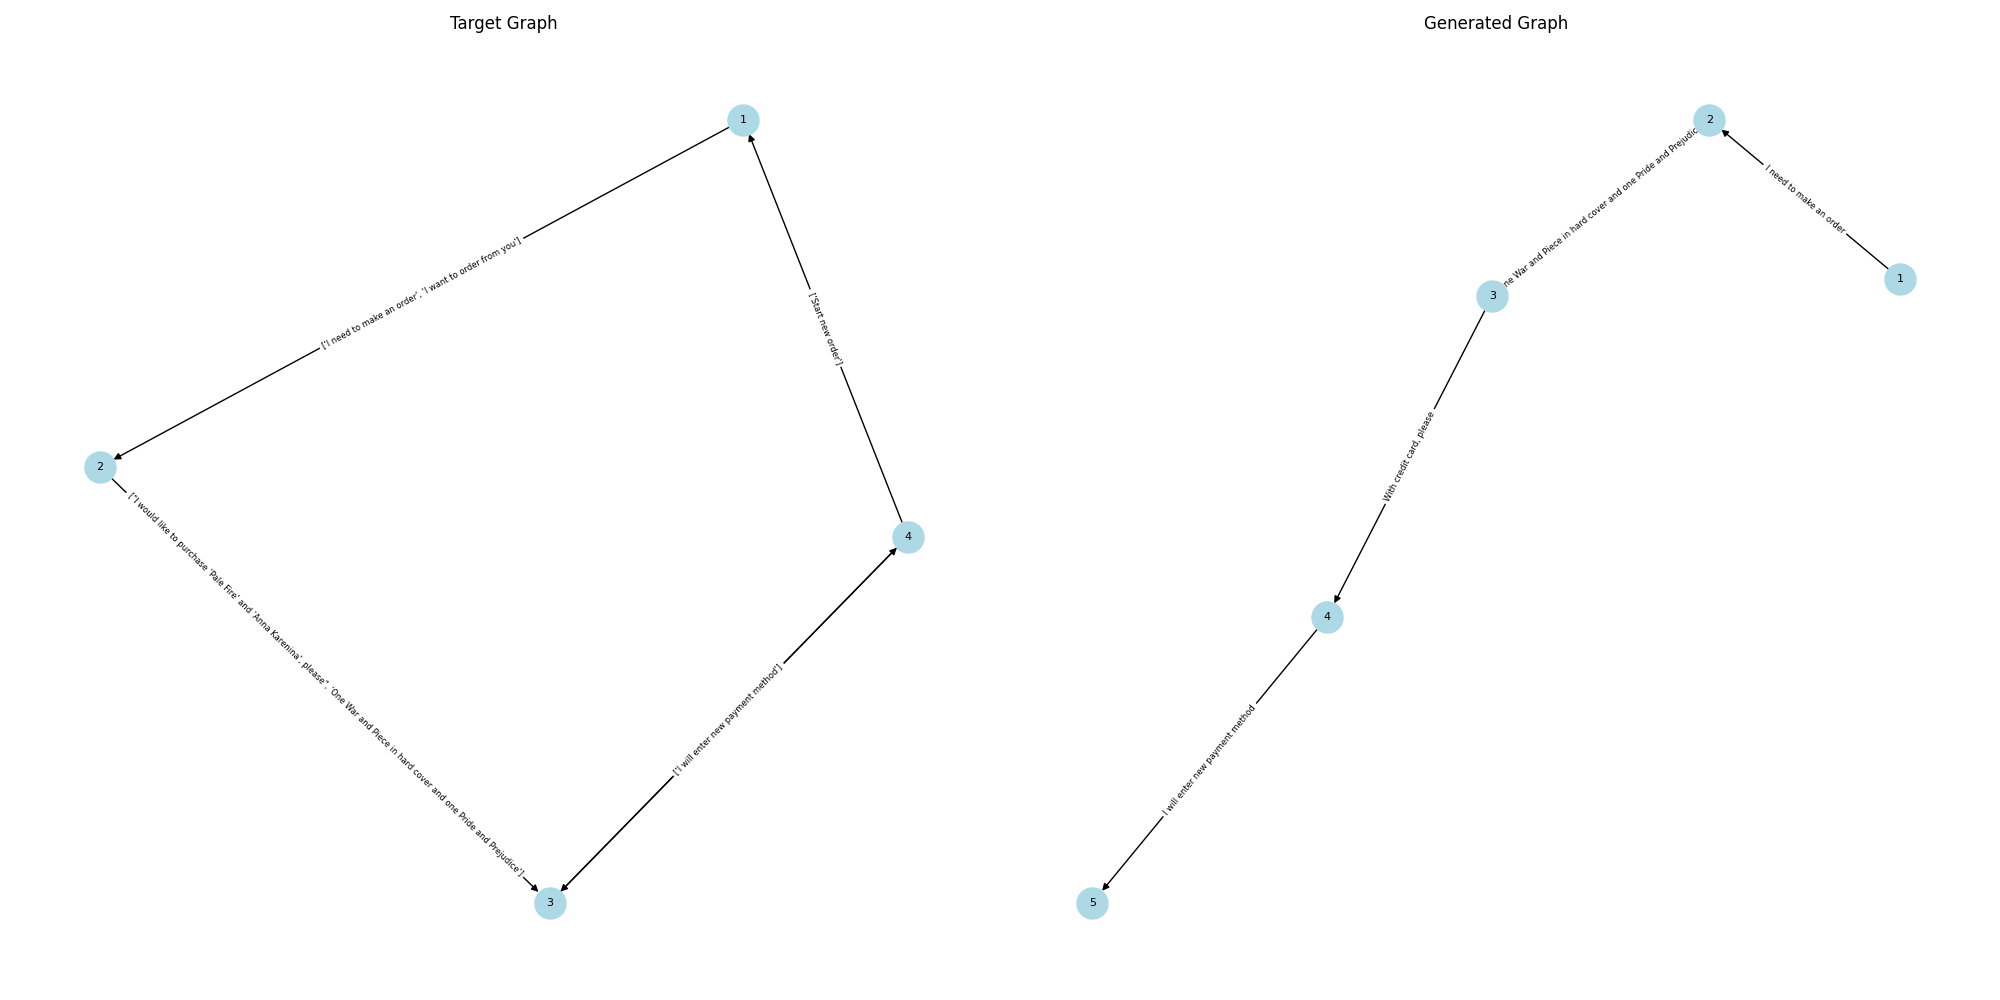 Target Graph
1
['I need to make an order', 'I want to order from you']
['Start new order']
2
["I would like to purchase 'Pale Fire' and 'Anna Karenina', please", 'One War and Piece in hard cover and one Pride and Prejudice']
4
['I will enter new payment method']
3
Generated Graph
2
I need to make an order
War and Piece in hard cover and one Pride and
1
3
With credit card, please
4
I will enter new payment method
5